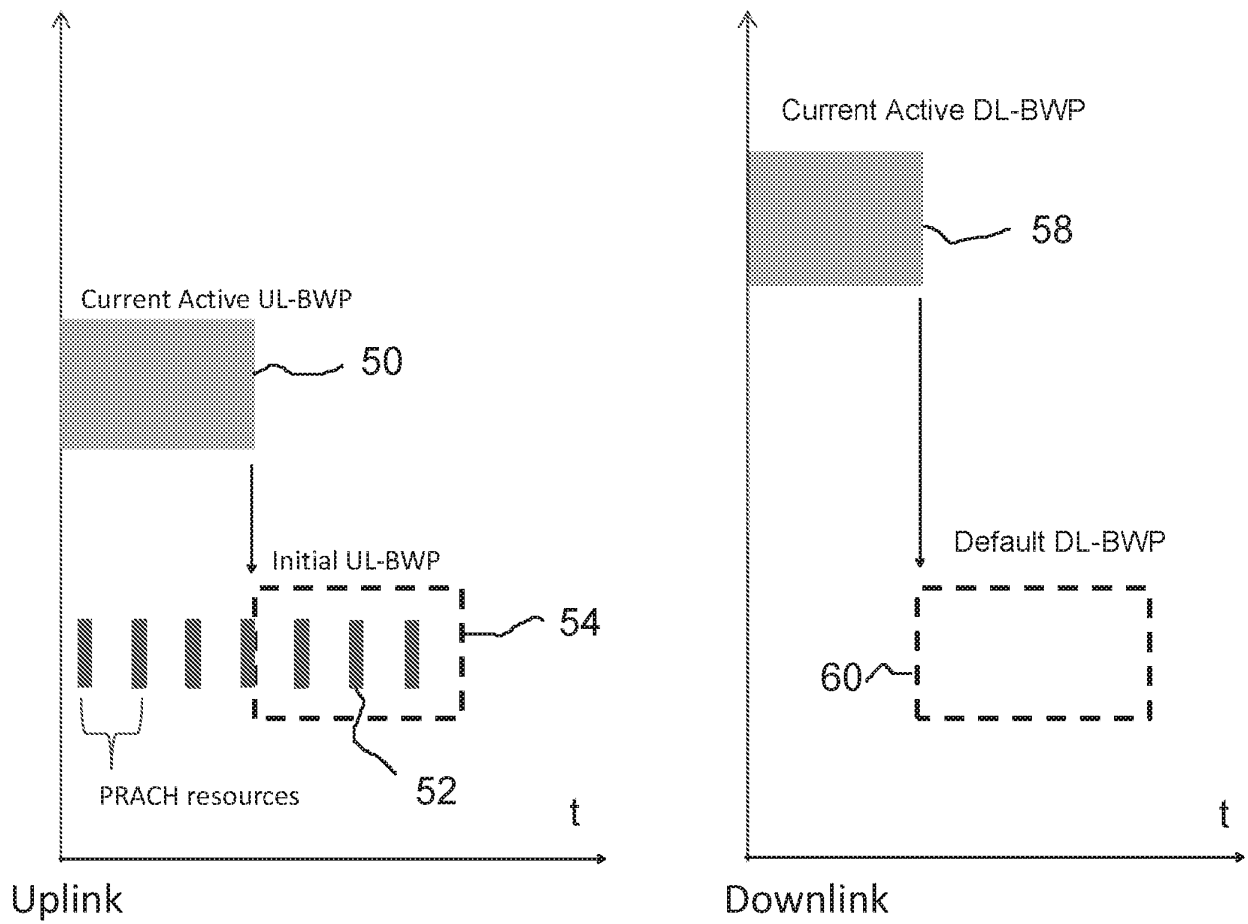 Current Active UL-BWP
50
Initial UL-BWP
54
52
PRACH resources
t
Uplink
Current Active DL-BWP
58
Default DL-BWP
60
t
Downlink